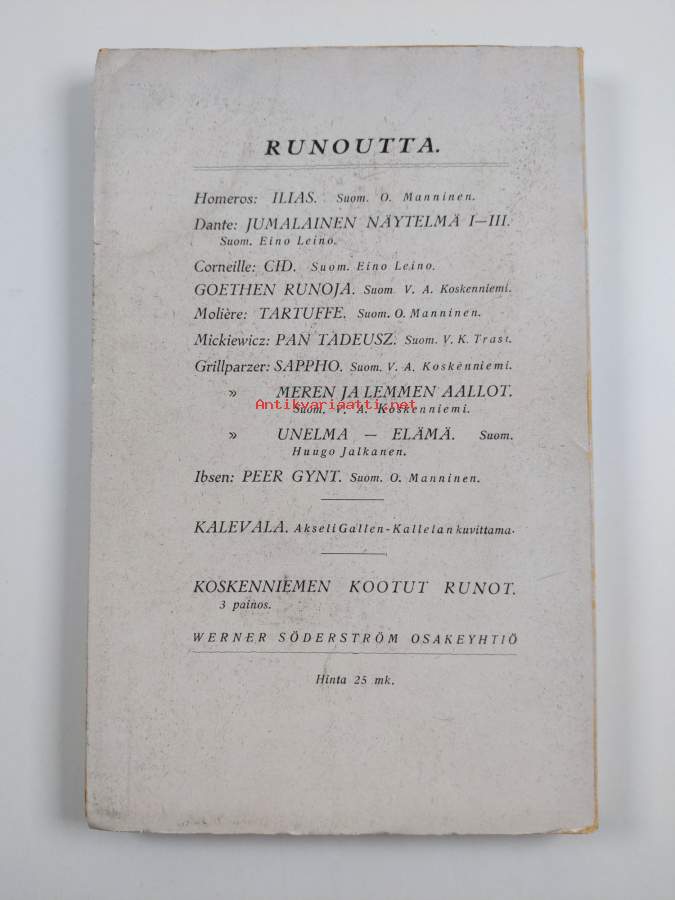 RUNOUTTA.
Homeros: ILIAS. Suom. O. Manninen.
Dante: JUMALAINEN NÄYTELMÄ I—III.
Suom. Eino Leino.
Corneille: CID. Suom. Eino Leino.
GOETHEN RUNOJA. Suom V. A. Koskenniemi.
Molière: TARTUFFE. Suom. O. Manninen.
Mickiewicz: PAN TADEUSZ. Suom. V. K. Trast.
Grillparzer: SAPPHO. Suom. V. A. Koskenniemi.
» MEREN JA LEMMEN AALLOT.
Antikvariaatti.net
Suom. V. A. Koskenniemi.
» UNELMA — ELÄMÄ. Suom.
Huugo Jalkanen.
Ibsen: PEER GYNT. Suom. O. Manninen.
KALEVALA. Akseli Gallen-Kallelan kuvittama.
KOSKENNIEMEN KOOTUT RUNOT.
3 painos.
WERNER SÖDERSTRÖM OSAKEYHTIÖ
Hinta 25 mk.